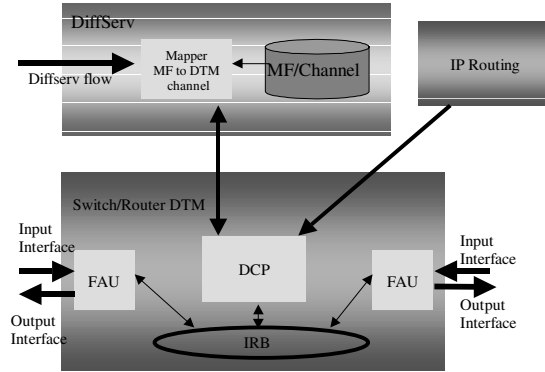 DiffServ
Mapper
MF to DTM
channel
MF/Channel
Diffserv flow
IP Routing
Switch/Router DTM
Input
Interface
FAU
Output
Interface
DCP
FAU
Input
Interface
Output
Interface
IRB